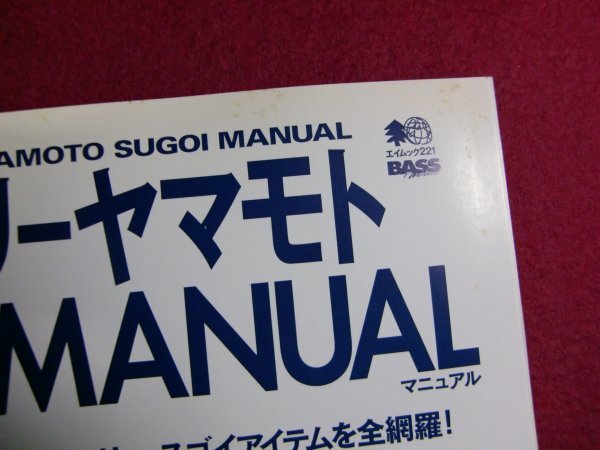 AMOTO SUGOI MANUAL
エイムック221
BASS
リーヤマモト
MANUAL
マニュアル
スゴイアイテムを全網羅!